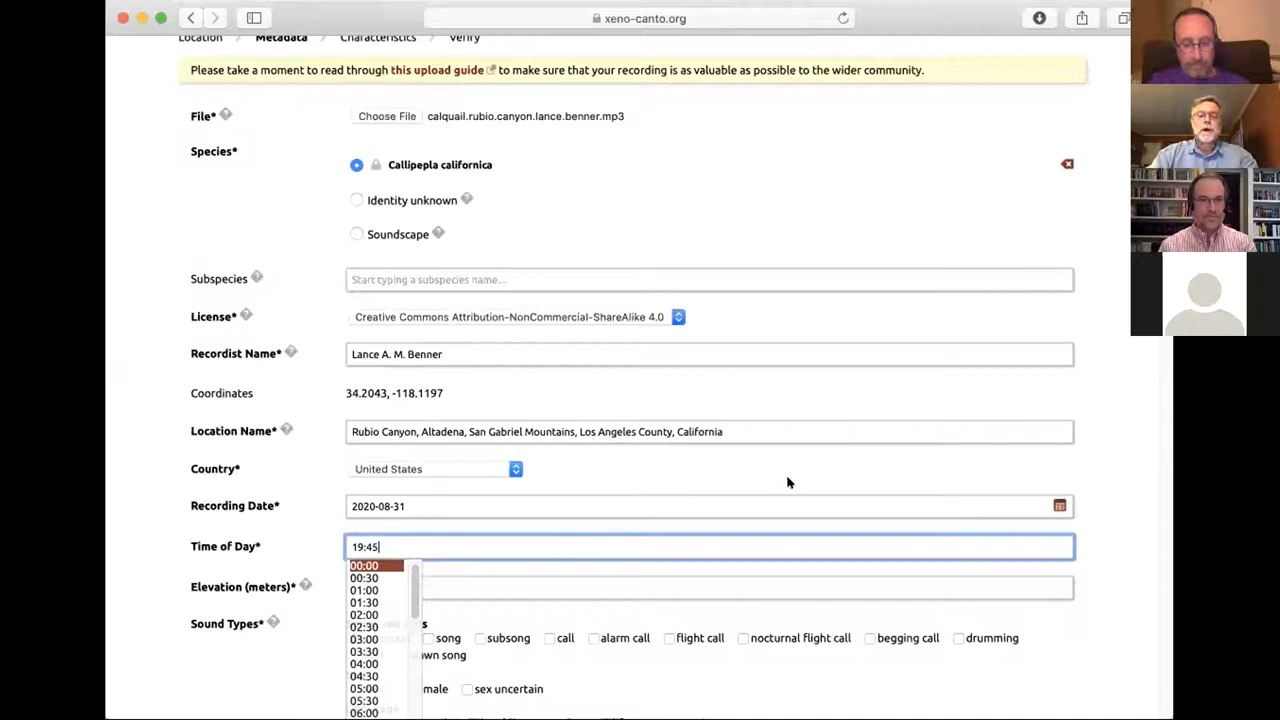 xeno-canto.org
Location Metadata Characteristics Verify
Please take a moment to read through this upload guide to make sure that your recording is as valuable as possible to the wider community.
File* Choose File calquail.rubio.canyon.lance.benner.mp3
Species* Callipepla californica
Identity unknown
Soundscape
Subspecies Start typing a subspecies name...
License* Creative Commons Attribution-NonCommercial-ShareAlike 4.0
Recordist Name* Lance A. M. Benner
Coordinates 34.2043, -118.1197
Location Name* Rubio Canyon, Altadena, San Gabriel Mountains, Los Angeles County, California
Country* United States
Recording Date* 2020-08-31
Time of Day* 19:45
00:00
00:30
Elevation (meters)*
01:00
01:30
02:00
Sound Types*
02:30
03:00 song subsong call alarm call flight call nocturnal flight call begging call drumming
03:30 song
04:00
04:30
05:00 male sex uncertain
05:30
06:00